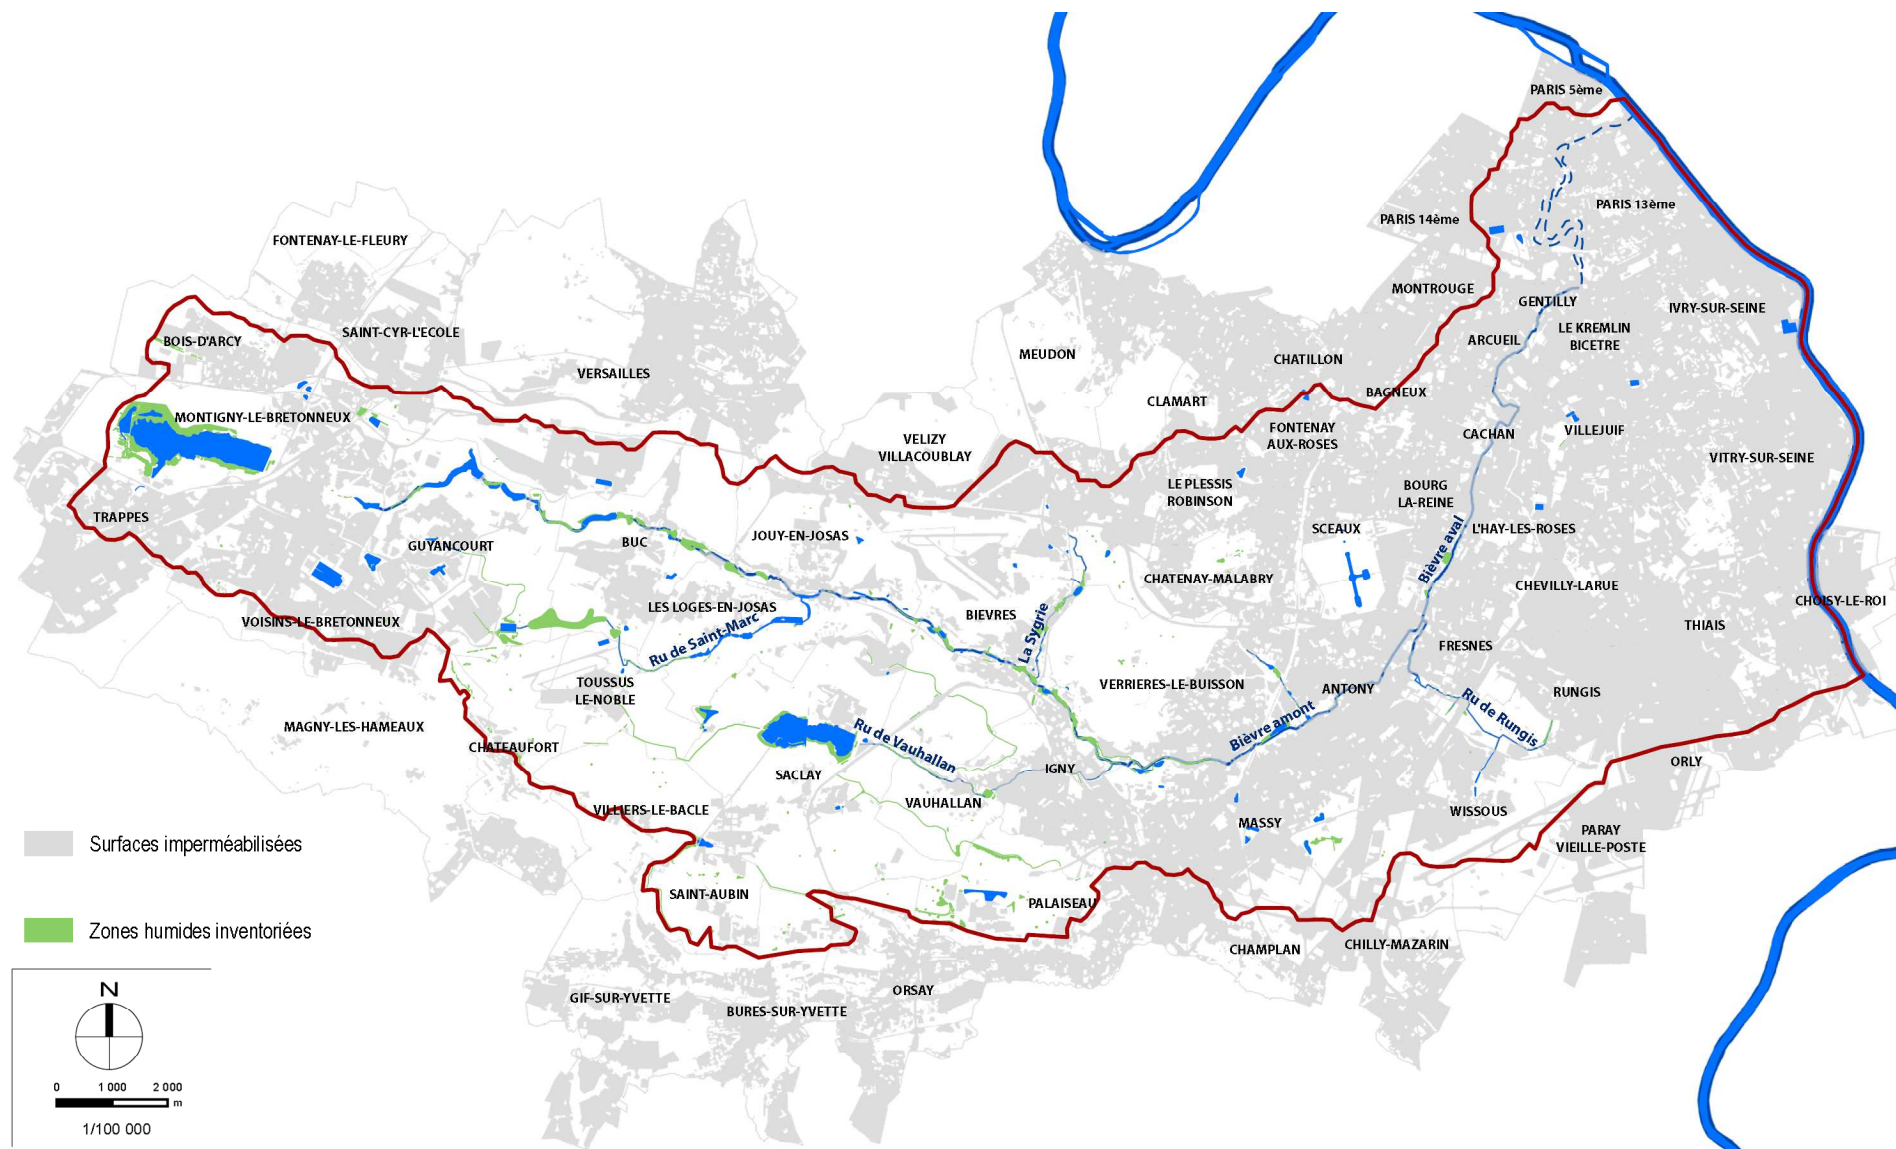 PARIS 5ème
PARIS 13ème
PARIS 14ème
FONTENAY-LE-FLEURY
MONTROUGE
GENTILLY
IVRY-SUR-SEINE
SAINT-CYR-L'ECOLE
BOIS-D'ARCY
ARCUEIL
LE KREMLIN
BICETRE
MEUDON
CHATILLON
VERSAILLES
CLAMART
BAGNEUX
MONTIGNY-LE-BRETONNEUX
FONTENAY
AUX-ROSES
CACHAN
VILLEJUIF
VELIZY
VILLACOUBLAY
VITRY-SUR-SEINE
LE PLESSIS
ROBINSON
BOURG
LA-REINE
TRAPPES
SCEAUX
L'HAY-LES-ROSES
JOUY-EN-JOSAS
BUC
GUYANCOURT
Bièvre aval
CHATENAY-MALABRY
CHEVILLY-LARUE
CHOISY-LE-ROI
LES LOGES-EN-JOSAS
BIEVRES
VOISINS-LE-BRETONNEUX
Ru de Saint-Marc
La Sygrie
THIAIS
FRESNES
TOUSSUS
LE-NOBLE
VERRIERES-LE-BUISSON
ANTONY
RUNGIS
Ru de Rungis
MAGNY-LES-HAMEAUX
Bièvre amont
Ru de Vauhallan
CHATEAUFORT
SACLAY
IGNY
ORLY
VAUHALLAN
VILLIERS-LE-BACLE
MASSY
WISSOUS
PARAY
VIEILLE-POSTE
SAINT-AUBIN
PALAISEAU
CHAMPLAN
CHILLY-MAZARIN
ORSAY
GIF-SUR-YVETTE
BURES-SUR-YVETTE
Surfaces imperméabilisées
Zones humides inventoriées
N
0 1 000 2 000
m
1/100 000